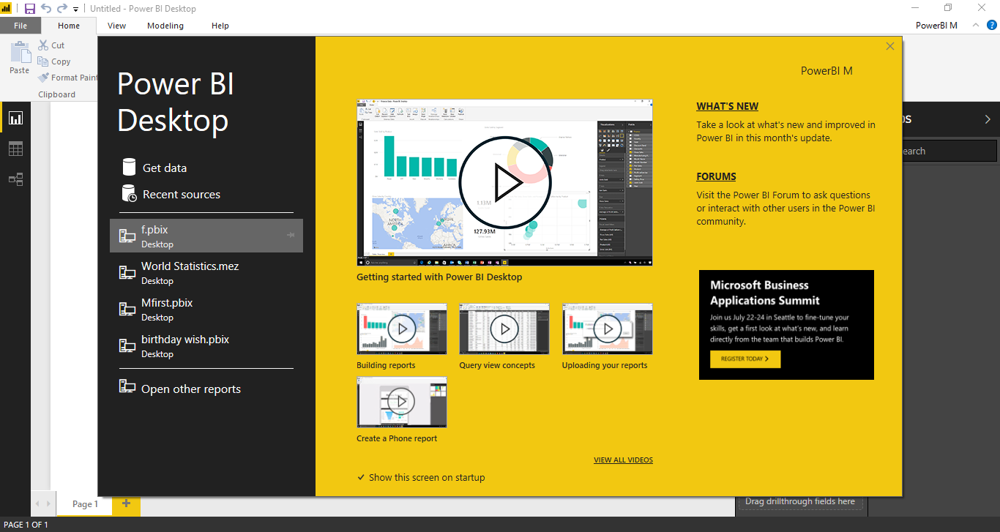 Untitled - Power BI Desktop
File
Home
View
Modeling
Help
PowerBI M
Paste
Cut
Copy
Format Paint
Clipboard
Power BI
Desktop
Get data
Recent sources
f.pbix
Desktop
World Statistics.mez
Desktop
Mfirst.pbix
Desktop
birthday wish.pbix
Desktop
Open other reports
PowerBI M
NORTH
AMERICA
EUROPE
1.13M
127.93M
Getting started with Power BI Desktop
Building reports
Query view concepts
Uploading your reports
Create a Phone report
VIEW ALL VIDEOS
Show this screen on startup
WHAT'S NEW
Take a look at what's new and improved in
Power BI in this month's update.
FORUMS
Visit the Power BI Forum to ask questions
or interact with other users in the Power BI
community.
Microsoft Business
Applications Summit
Join us July 22-24 in Seattle to fine-tune your
skills, get a first look at what's new, and learn
directly from the team that builds Power BI.
REGISTER TODAY
earch
Drag drillthrough fields here
Page 1
PAGE 1 OF 1